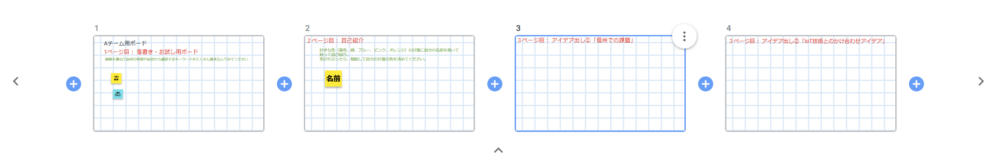 1
Aチーム用ボード
1ページ目： 落書き・お試し用ボード
練習を兼ねて信州の特徴や信州から連想するキーワードをたくさん書き込んでみてください
（例）
（例）
りんご
2
２ページ目： 自己紹介
好きな色（黄色、緑、ブルー、ピンク、オレンジ）の付箋に自分の名前を書いて
貼って自己紹介。
色がかぶったら、相談して自分の付箋の色を決めてください。
名前
3
３ページ目： アイデア出し①「信州での課題」
4
３ページ目： アイデア出し②「IoT技術とのかけ合わせアイデア」